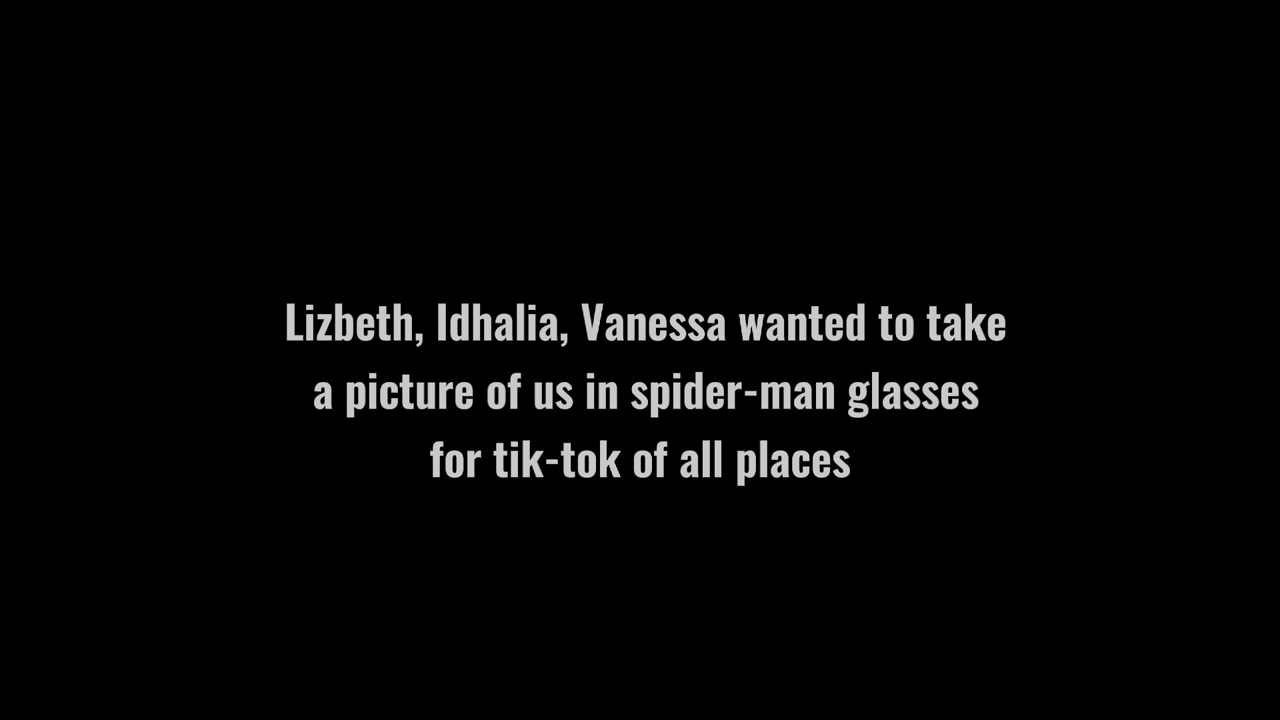 Lizbeth, Idhalia, Vanessa wanted to take
a picture of us in spider-man glasses
for tik-tok of all places